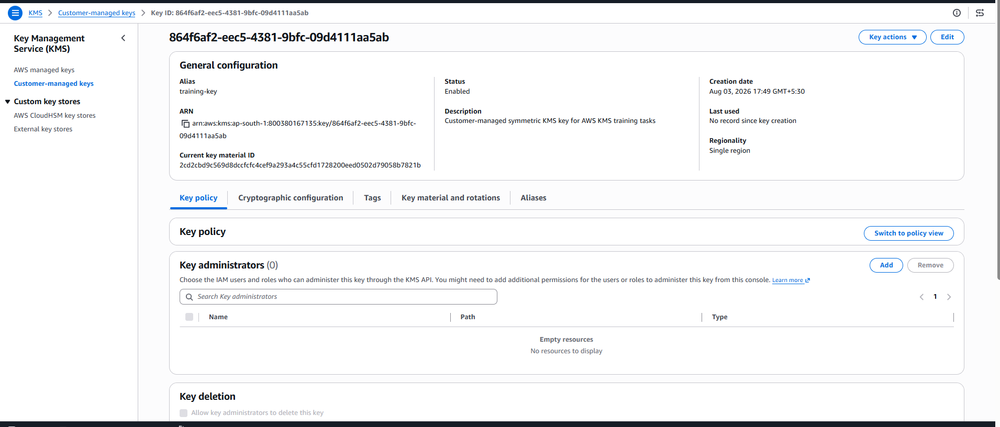 KMS > Customer-managed keys > Key ID: 864f6af2-eec5-4381-9bfc-09d4111aa5ab
Key Management
Service (KMS)
AWS managed keys
Customer-managed keys
Custom key stores
AWS CloudHSM key stores
External key stores
864f6af2-eec5-4381-9bfc-09d4111aa5ab
Key actions
Edit
General configuration
Alias
training-key
ARN
arn:aws:kms:ap-south-1:800380167135:key/864f6af2-eec5-4381-9bfc-
09d4111aa5ab
Current key material ID
2cd2cbd9c569d8dccfcfc4cef9a293a4c55cfd1728200eed0502d79058b7821b
Status
Enabled
Description
Customer-managed symmetric KMS key for AWS KMS training tasks
Creation date
Aug 03, 2026 17:49 GMT+5:30
Last used
No record since key creation
Regionality
Single region
Key policy
Cryptographic configuration
Tags
Key material and rotations
Aliases
Key policy
Switch to policy view
Key administrators (0)
Add
Remove
Choose the IAM users and roles who can administer this key through the KMS API. You might need to add additional permissions for the users or roles to administer this key from this console. Learn more
Search Key administrators
1
Name
Path
Type
Empty resources
No resources to display
Key deletion
Allow key administrators to delete this key